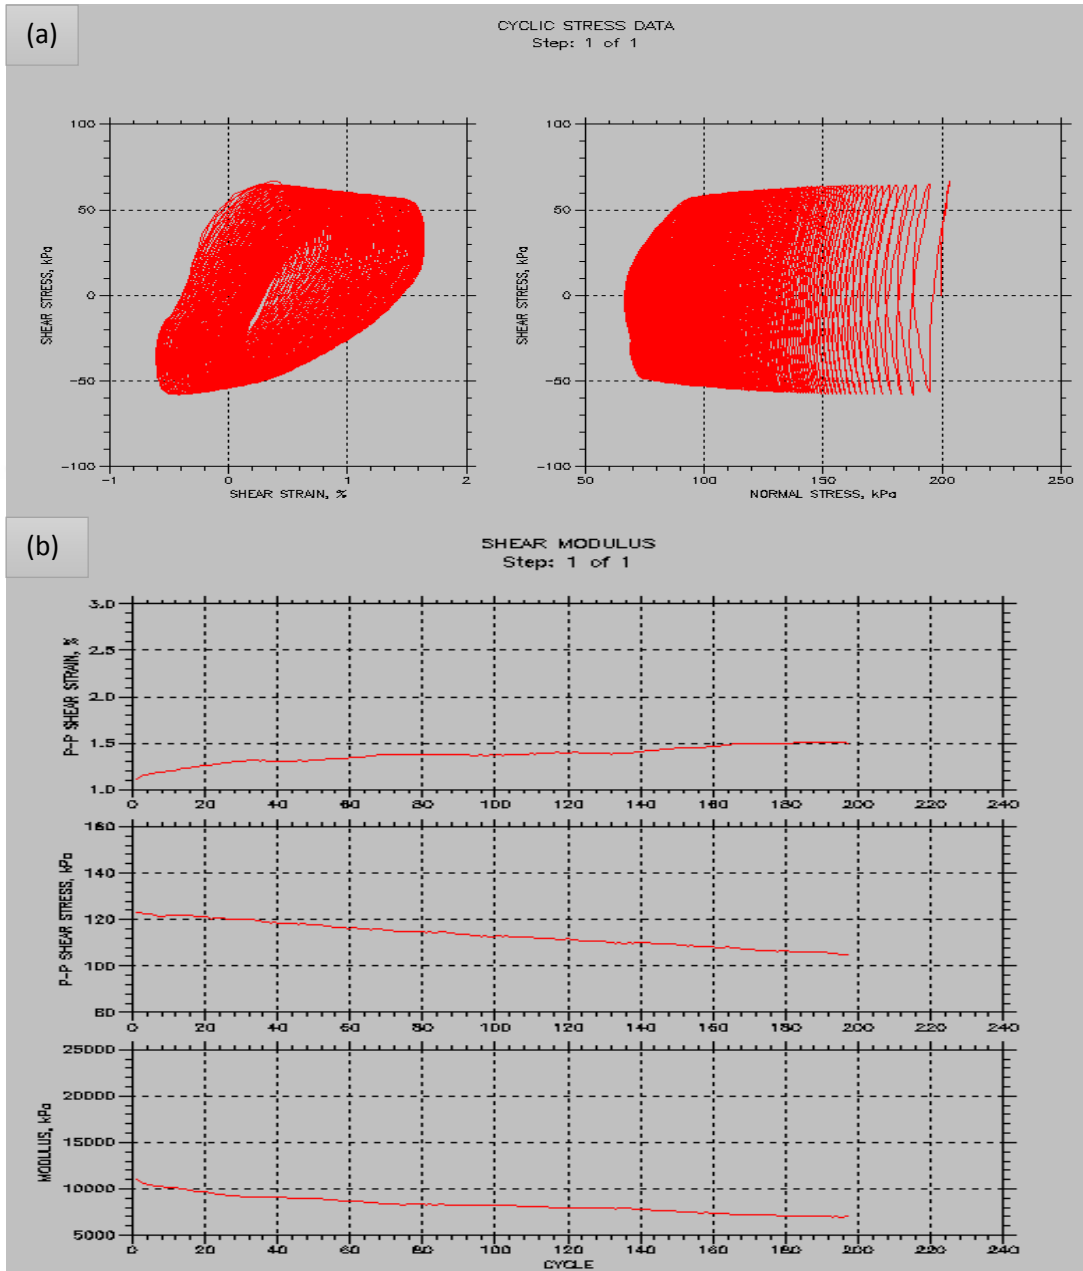 (a)
CYCLIC STRESS DATA
Step: 1 of 1
100
50
0
-50
-100
SHEAR STRESS, kPa
-1 0 1 2
SHEAR STRAIN, %
100
50
0
-50
-100
SHEAR STRESS, kPa
50 100 150 200 250
NORMAL STRESS, kPa
(b)
SHEAR MODULUS
Step: 1 of 1
3.0
2.5
2.0
1.5
1.0
P-P SHEAR STRAIN, %
0 20 40 60 80 100 120 140 160 180 200 220 240
160
140
120
100
80
P-P SHEAR STRESS, kPa
0 20 40 60 80 100 120 140 160 180 200 220 240
25000
20000
15000
10000
5000
MODULUS, kPa
0 20 40 60 80 100 120 140 160 180 200 220 240
CYCLE